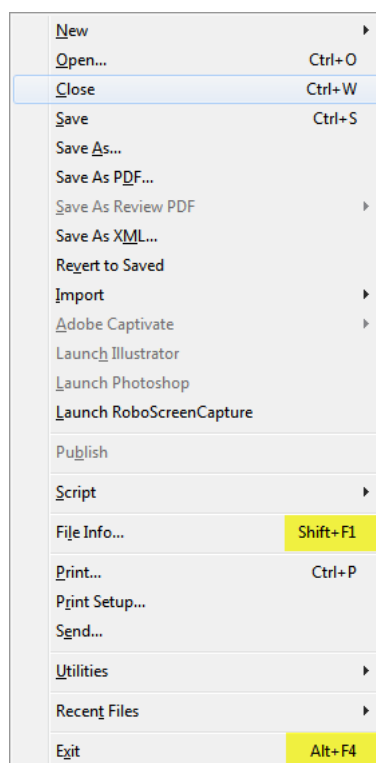 New
Open... Ctrl+O
Close Ctrl+W
Save Ctrl+S
Save As...
Save As PDF...
Save As Review PDF
Save As XML...
Revert to Saved
Import
Adobe Captivate
Launch Illustrator
Launch Photoshop
Launch RoboScreenCapture
Publish
Script
File Info... Shift+F1
Print... Ctrl+P
Print Setup...
Send...
Utilities
Recent Files
Exit Alt+F4